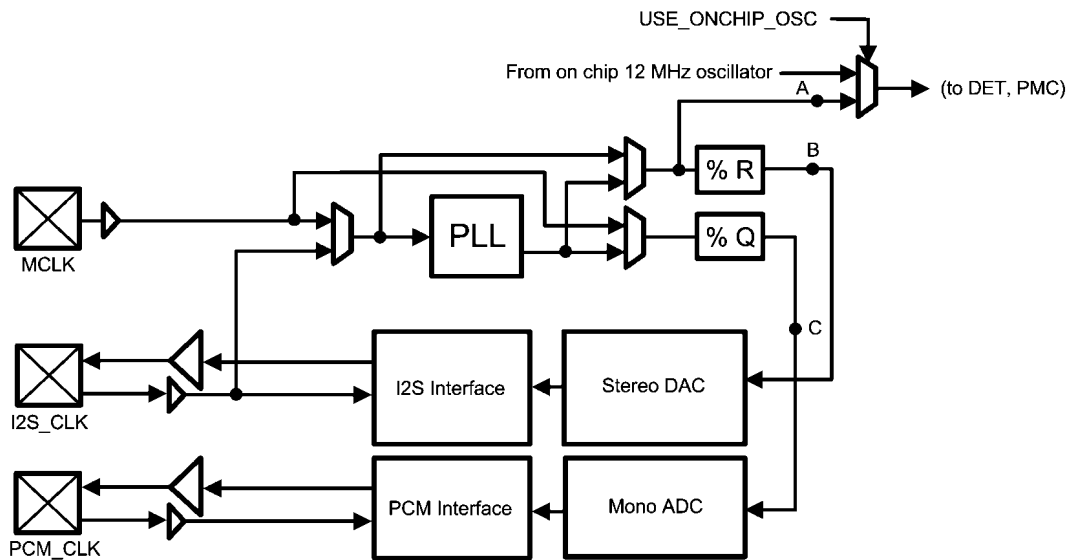 USE_ONCHIP_OSC
From on chip 12 MHz oscillator
A
(to DET, PMC)
B
% R
MCLK
PLL
% Q
C
I2S Interface
Stereo DAC
I2S_CLK
PCM Interface
Mono ADC
PCM_CLK